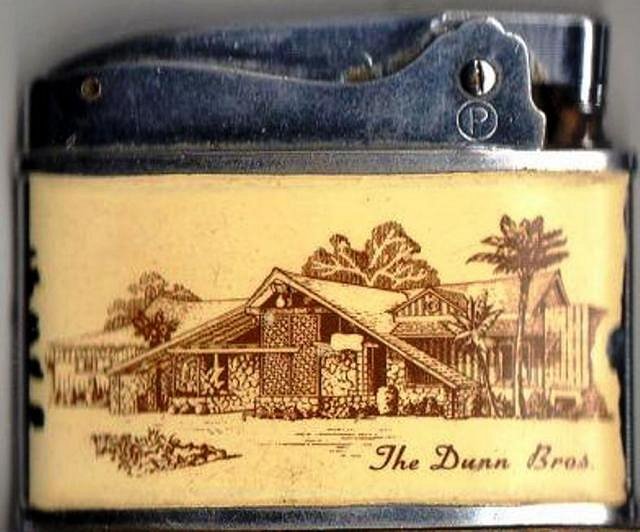 P
The Dunn Bros.